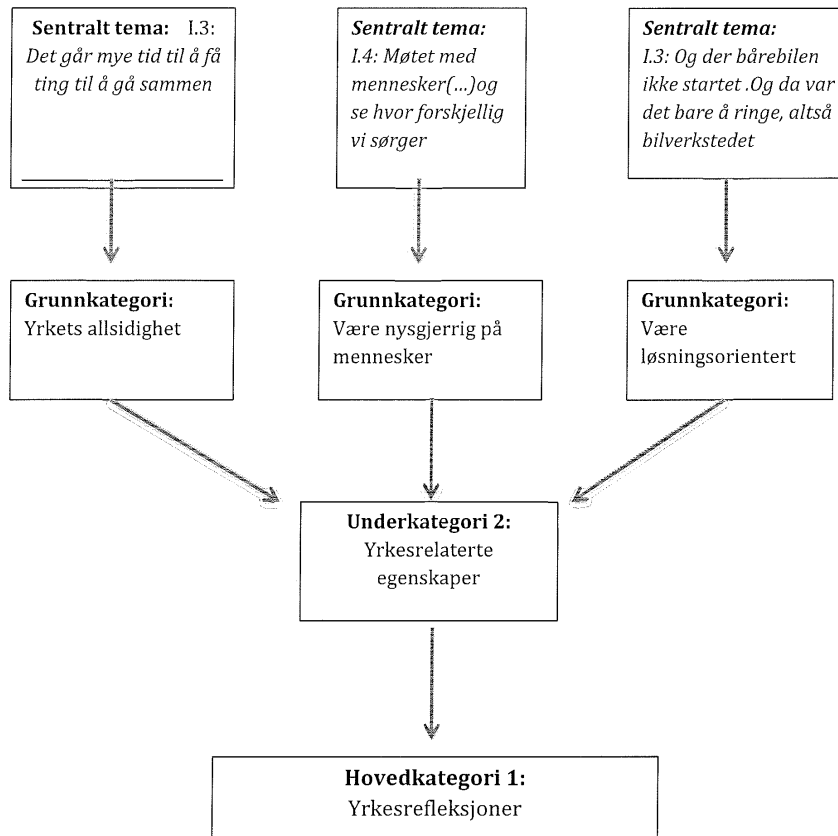 Sentralt tema: I.3:
Det går mye tid til å få
ting til å gå sammen
Sentralt tema:
I.4: Møtet med
mennesker(...)og
se hvor forskjellig
vi sørger
Sentralt tema:
I.3: Og der bårebilen
ikke startet .Og da var
det bare å ringe, altså
bilverkstedet
Grunnkategori:
Yrkets allsidighet
Grunnkategori:
Være nysgjerrig på
mennesker
Grunnkategori:
Være
løsningsorientert
Underkategori 2:
Yrkesrelaterte
egenskaper
Hovedkategori 1:
Yrkesrefleksjoner